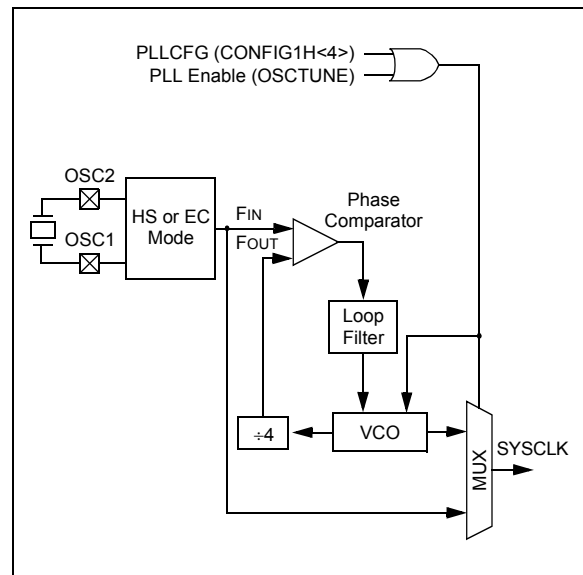 PLLCFG (CONFIG1H<4>)
PLL Enable (OSCTUNE)
OSC2
OSC1
HS or EC
Mode
FIN
FOUT
Phase
Comparator
Loop
Filter
÷4
VCO
MUX
SYSCLK